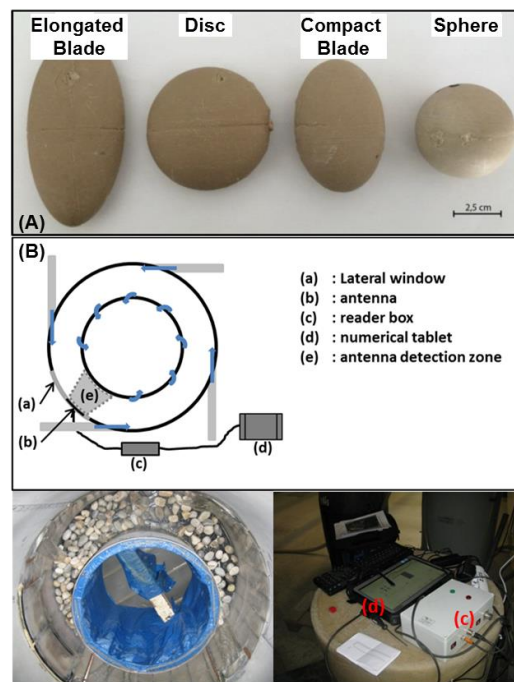 Elongated
Blade
Disc
Compact
Blade
Sphere
2,5 cm
(A)
(B)
(a) : Lateral window
(b) : antenna
(c) : reader box
(d) : numerical tablet
(e) : antenna detection zone
(e)
(a)
(b)
(c)
(d)
(d)
(c)